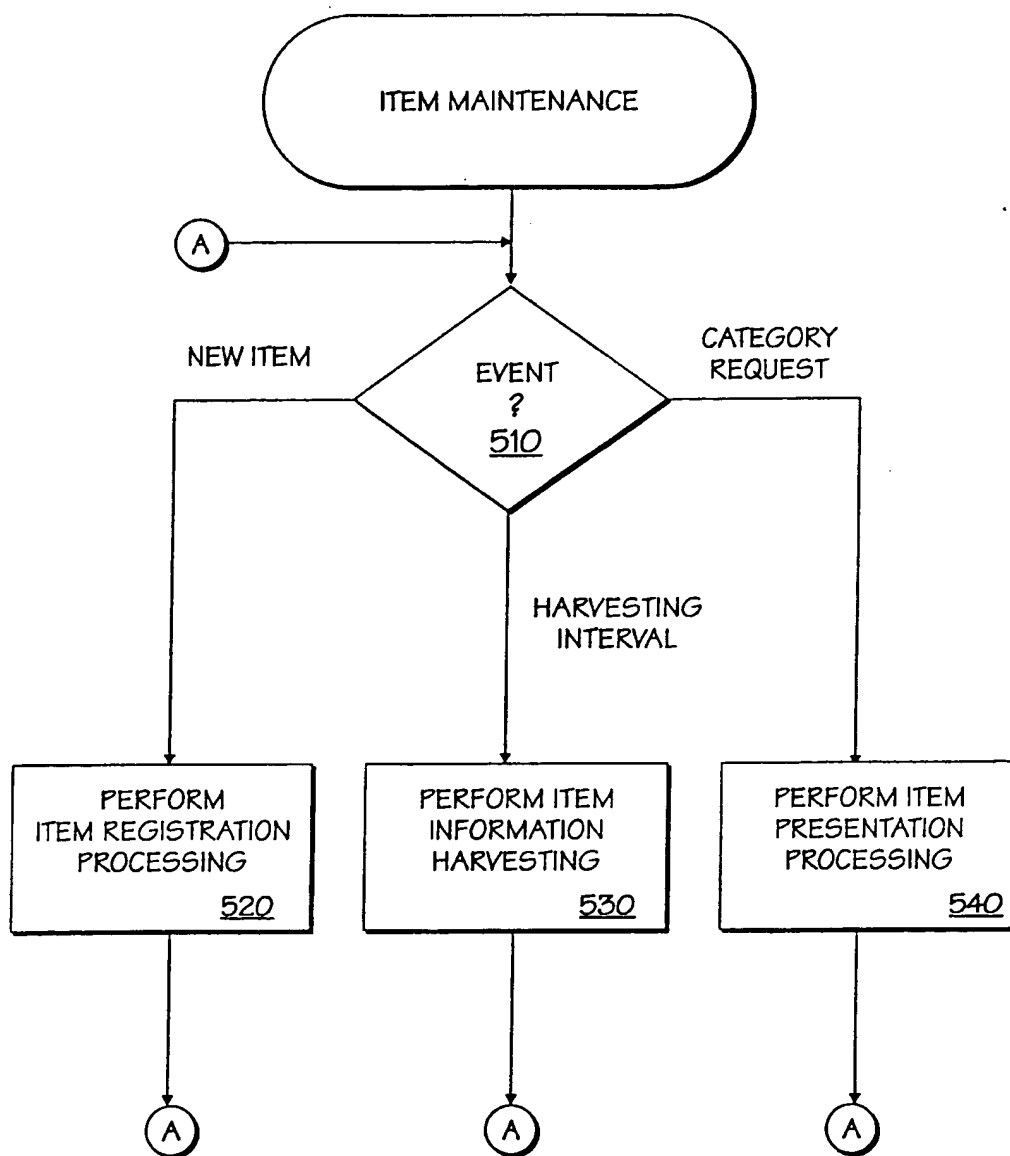 ITEM MAINTENANCE
A
NEW ITEM
EVENT
?
510
CATEGORY
REQUEST
HARVESTING
INTERVAL
PERFORM
ITEM REGISTRATION
PROCESSING
520
PERFORM ITEM
INFORMATION
HARVESTING
530
PERFORM ITEM
PRESENTATION
PROCESSING
540
A
A
A